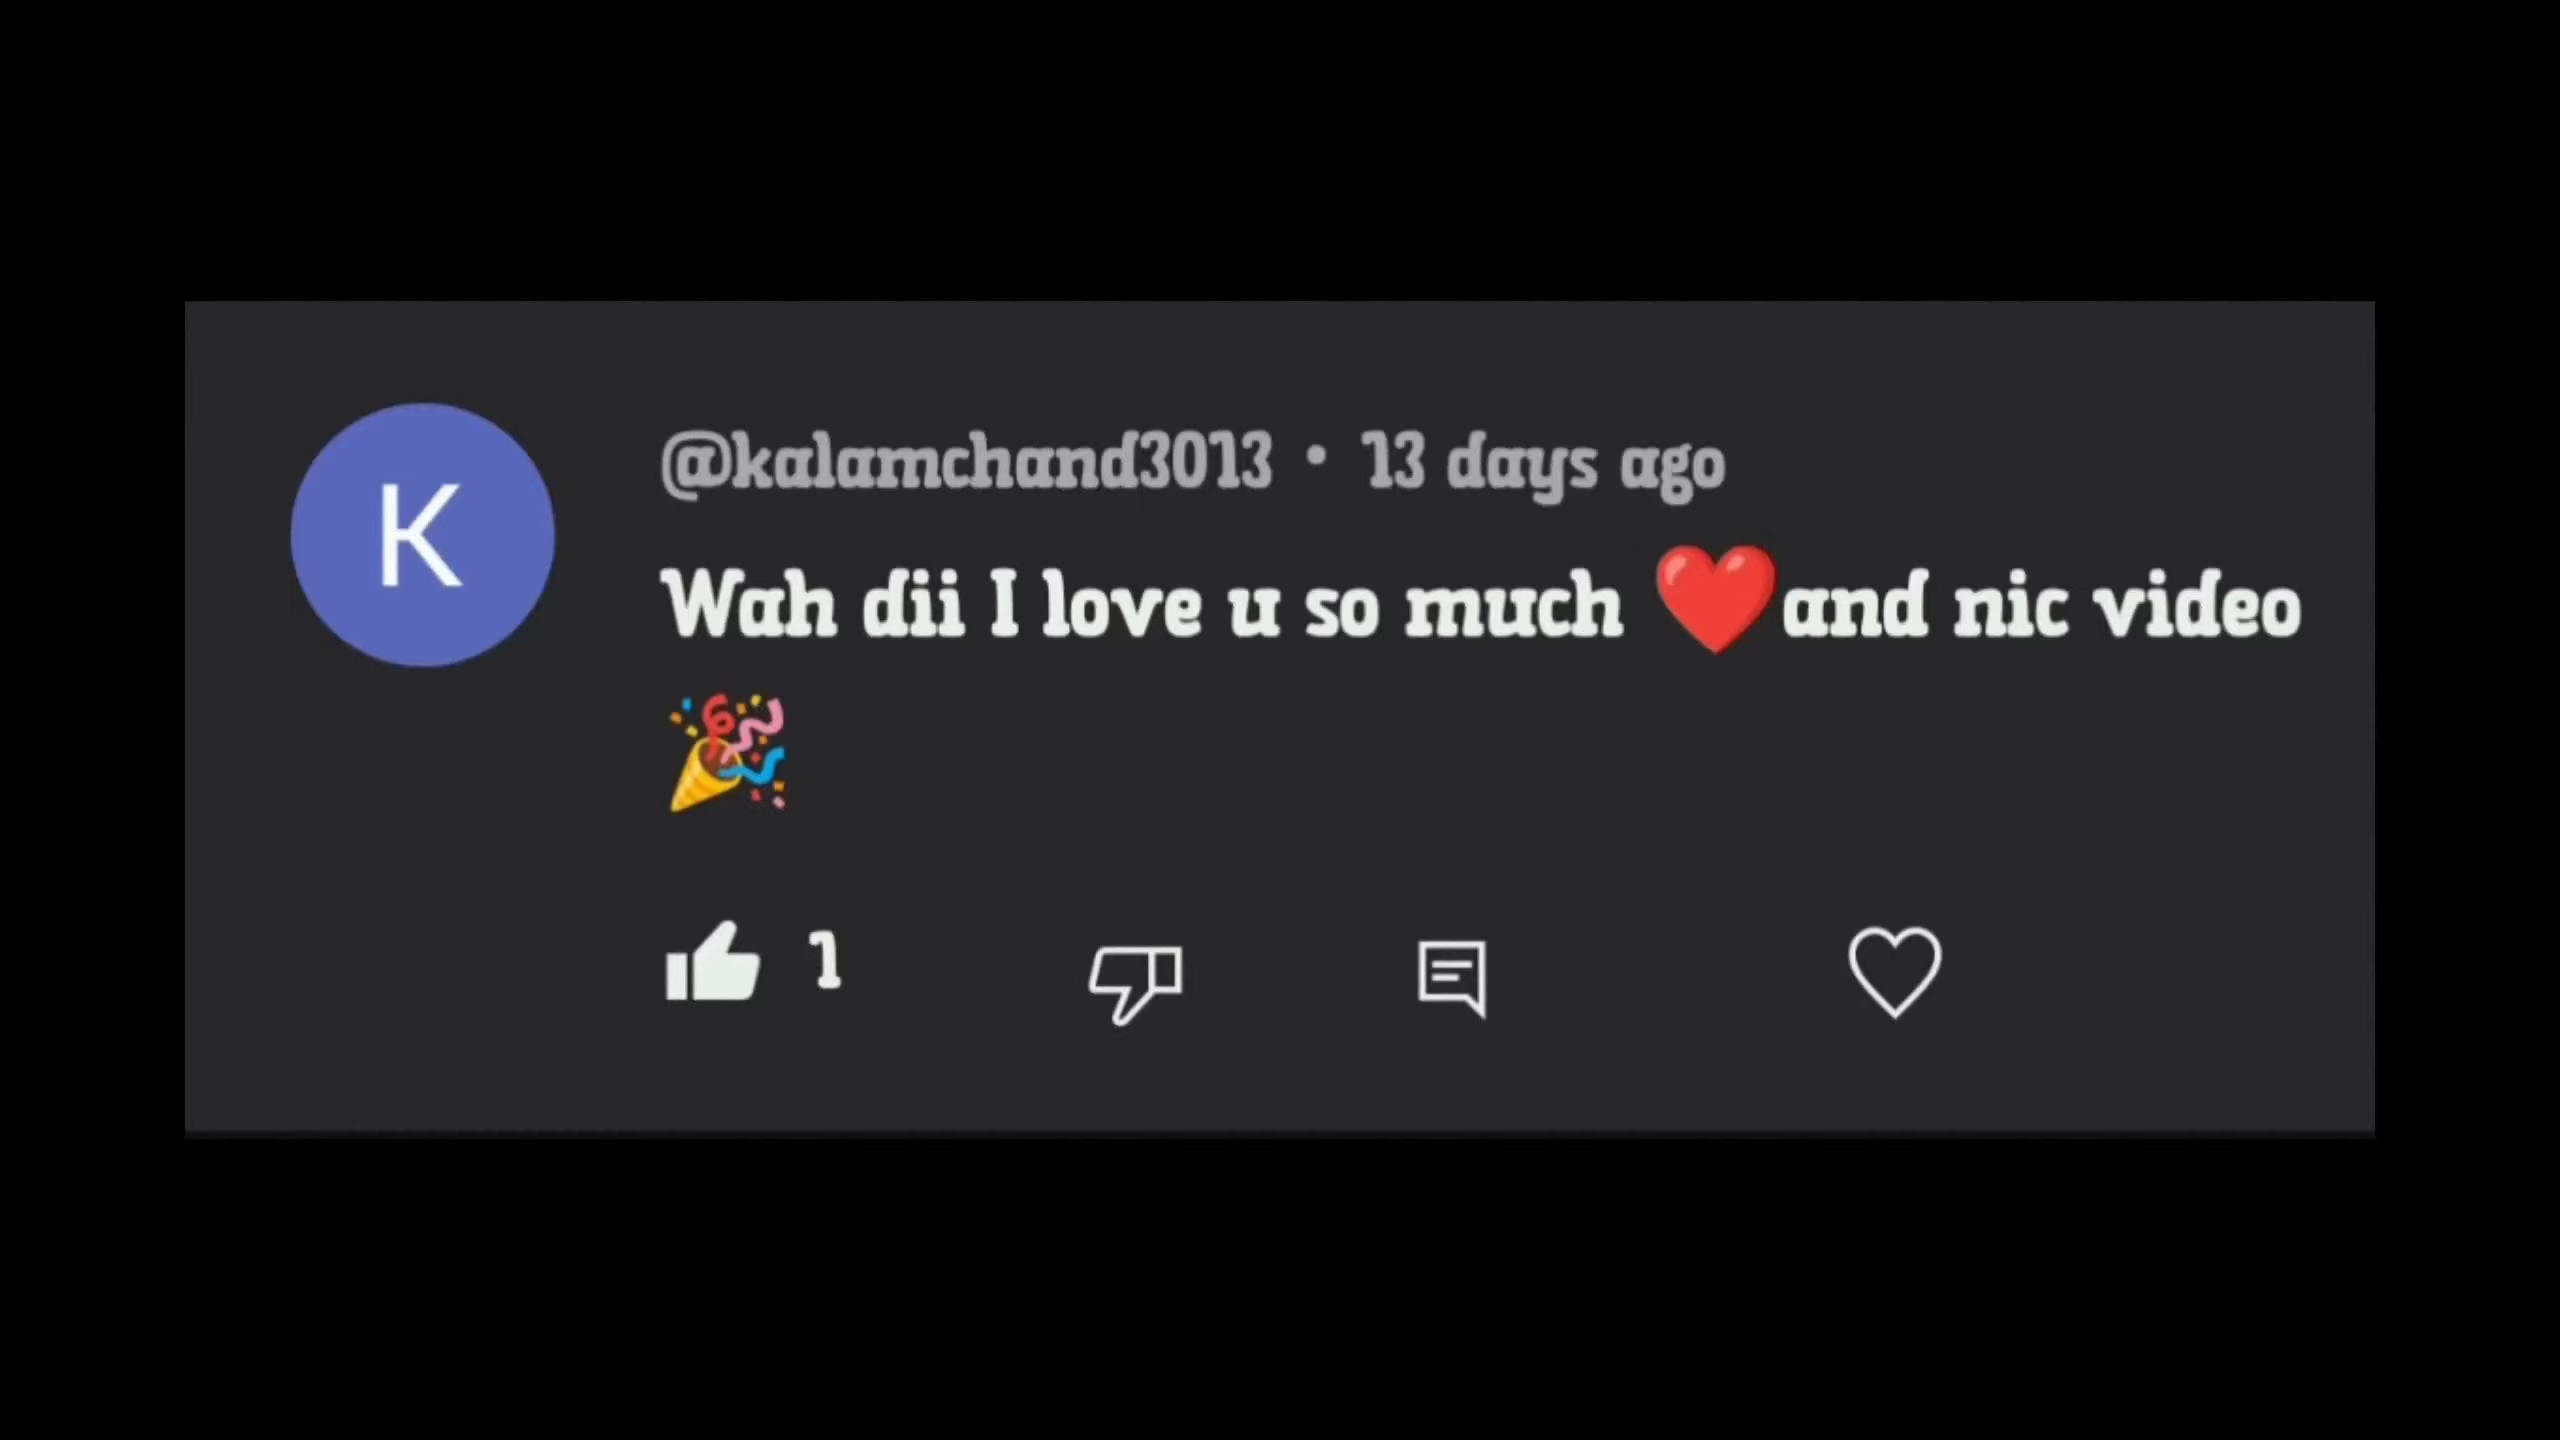 K
@kalamchand3013 • 13 days ago
Wah dii I love u so much ❤️and nic video
🎉
1